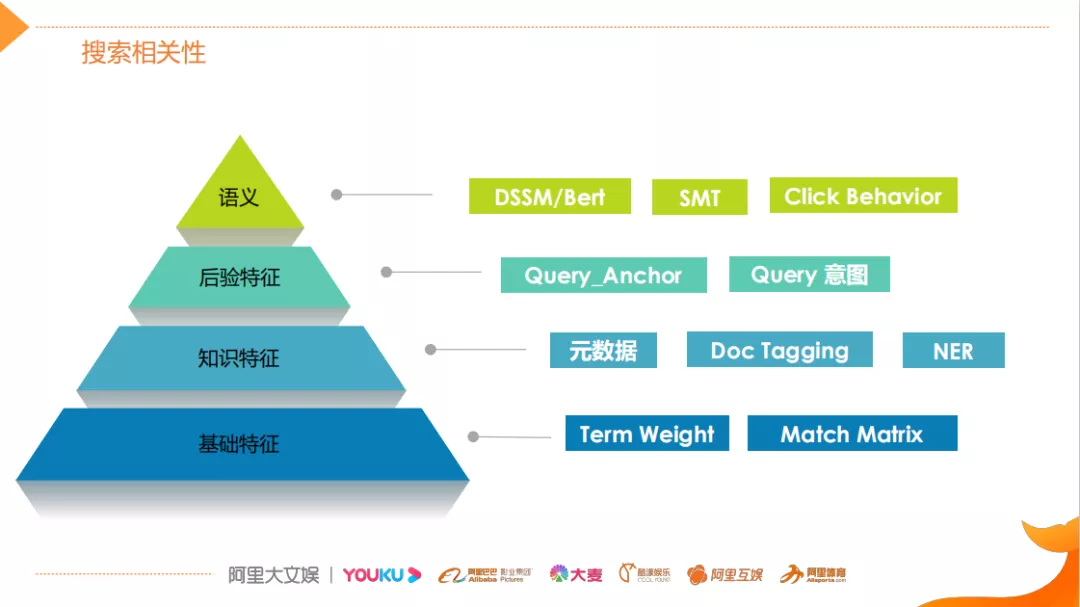 搜索相关性
语义
DSSM/Bert
SMT
Click Behavior
后验特征
Query_Anchor
Query 意图
知识特征
元数据
Doc Tagging
NER
基础特征
Term Weight
Match Matrix
阿里大文娱 | YOUKU 阿里巴巴影业集团 Alibaba Pictures 大麦 酷漾娱乐 COOL YOUNG 阿里互娱 阿里体育 Alisports.com